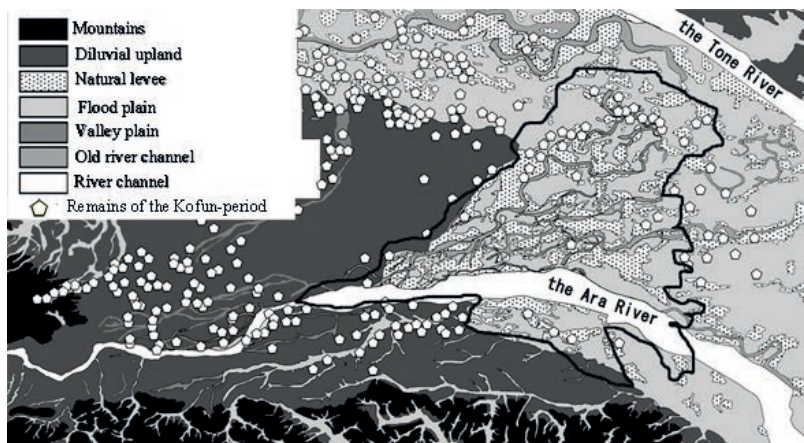 Mountains
Diluvial upland
Natural levee
Flood plain
Valley plain
Old river channel
River channel
Remains of the Kofun-period
the Tone River
the Ara River